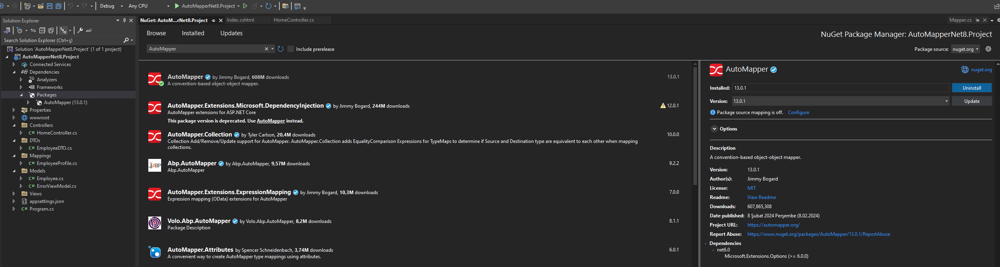 Debug
Any CPU
AutoMapperNet8.Project
Solution Explorer
Search Solution Explorer (Ctrl+ş)
Solution 'AutoMapperNet8.Project' (1 of 1 project)
AutoMapperNet8.Project
Connected Services
Dependencies
Analyzers
Frameworks
Packages
AutoMapper (13.0.1)
Properties
wwwroot
Controllers
C# HomeController.cs
DTOs
C# EmployeeDTO.cs
Mappings
C# EmployeeProfile.cs
Models
C# Employee.cs
C# ErrorViewModel.cs
Views
appsettings.json
C# Program.cs
NuGet: AutoM...rNet8.Project
Index.cshtml
HomeController.cs
Mapper.cs
Browse
Installed
Updates
NuGet Package Manager: AutoMapperNet8.Project
AutoMapper
Include prerelease
Package source: nuget.org
AutoMapper by Jimmy Bogard, 608M downloads
13.0.1
A convention-based object-object mapper.
AutoMapper.Extensions.Microsoft.DependencyInjection by Jimmy Bogard, 244M downloads
12.0.1
AutoMapper extensions for ASP.NET Core
This package version is deprecated. Use AutoMapper instead.
AutoMapper.Collection by Tyler Carlson, 20,4M downloads
10.0.0
Collection Add/Remove/Update support for AutoMapper. AutoMapper.Collection adds EqualityComparison Expressions for TypeMaps to determine if Source and Destination type are equivalent to each other when mapping
collections.
ABP
Abp.AutoMapper by Abp.AutoMapper, 9,57M downloads
9.2.2
Abp.AutoMapper
AutoMapper.Extensions.ExpressionMapping by Jimmy Bogard, 10,3M downloads
7.0.0
Expression mapping (OData) extensions for AutoMapper
Volo.Abp.AutoMapper by Volo.Abp.AutoMapper, 8,2M downloads
8.1.1
Package Description
AutoMapper.Attributes by Spencer Schneidenbach, 3,74M downloads
6.0.1
A convenient way to create AutoMapper type mappings using attributes.
AutoMapper
nuget.org
Installed: 13.0.1
Uninstall
Version: 13.0.1
Update
Package source mapping is off. Configure
Options
Description
A convention-based object-object mapper.
Version: 13.0.1
Author(s): Jimmy Bogard
License: MIT
Readme: View Readme
Downloads: 607,865,308
Date published: 8 Şubat 2024 Perşembe (8.02.2024)
Project URL: https://automapper.org/
Report Abuse: https://www.nuget.org/packages/AutoMapper/13.0.1/ReportAbuse
Dependencies
net6.0
Microsoft.Extensions.Options (>= 6.0.0)